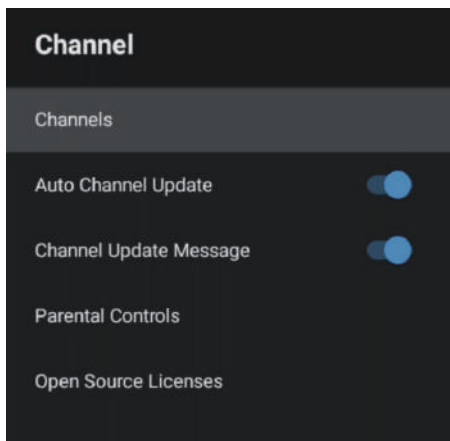 Channel
Channels
Auto Channel Update
Channel Update Message
Parental Controls
Open Source Licenses